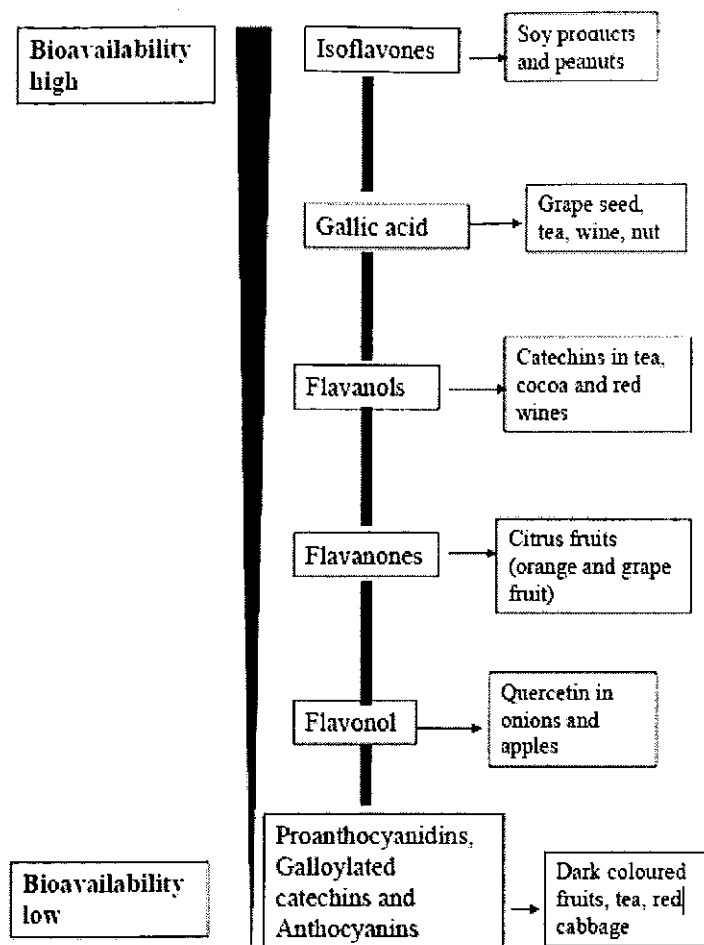 Bioavailability
high
Isoflavones
Soy products
and peanuts
Gallic acid
Grape seed,
tea, wine, nut
Flavanols
Catechins in tea,
cocoa and red
wines
Flavanones
Citrus fruits
(orange and grape
fruit)
Flavonol
Quercetin in
onions and
apples
Bioavailability
low
Proanthocyanidins,
Galloylated
catechins and
Anthocyanins
Dark coloured
fruits, tea, red
cabbage